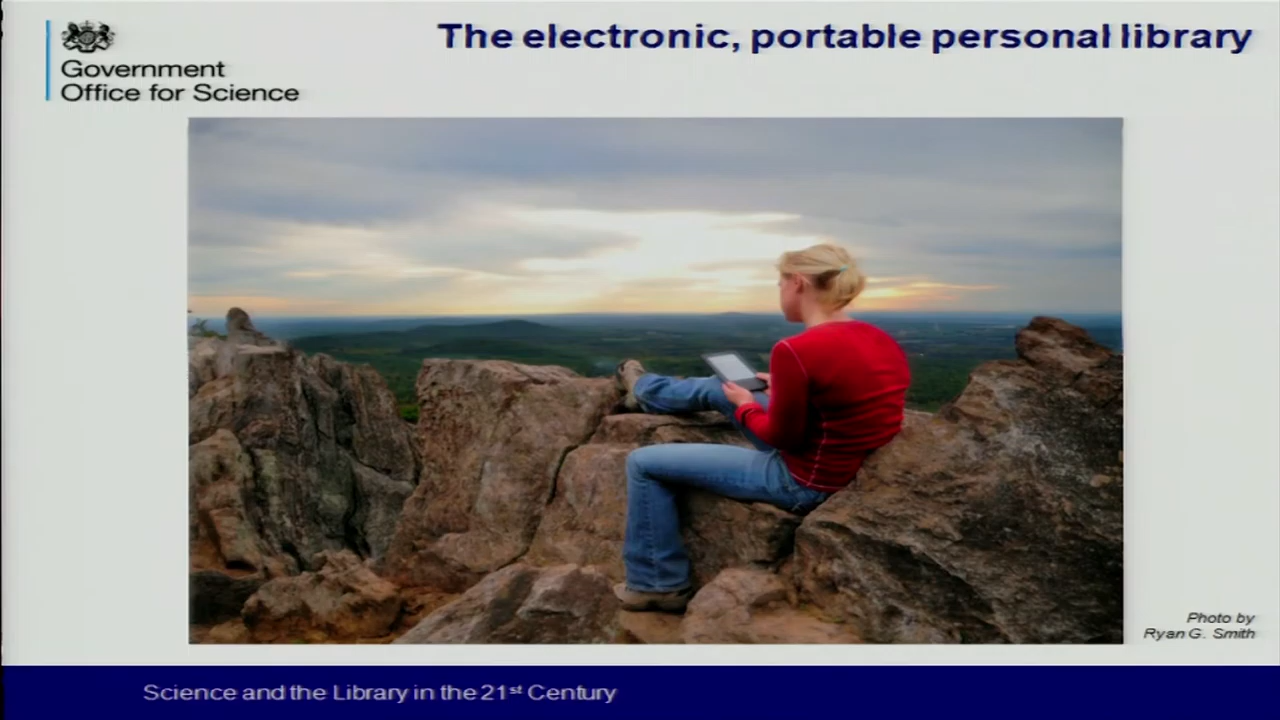 The electronic, portable personal library
Government
Office for Science
Photo by
Ryan G. Smith
Science and the Library in the 21st Century